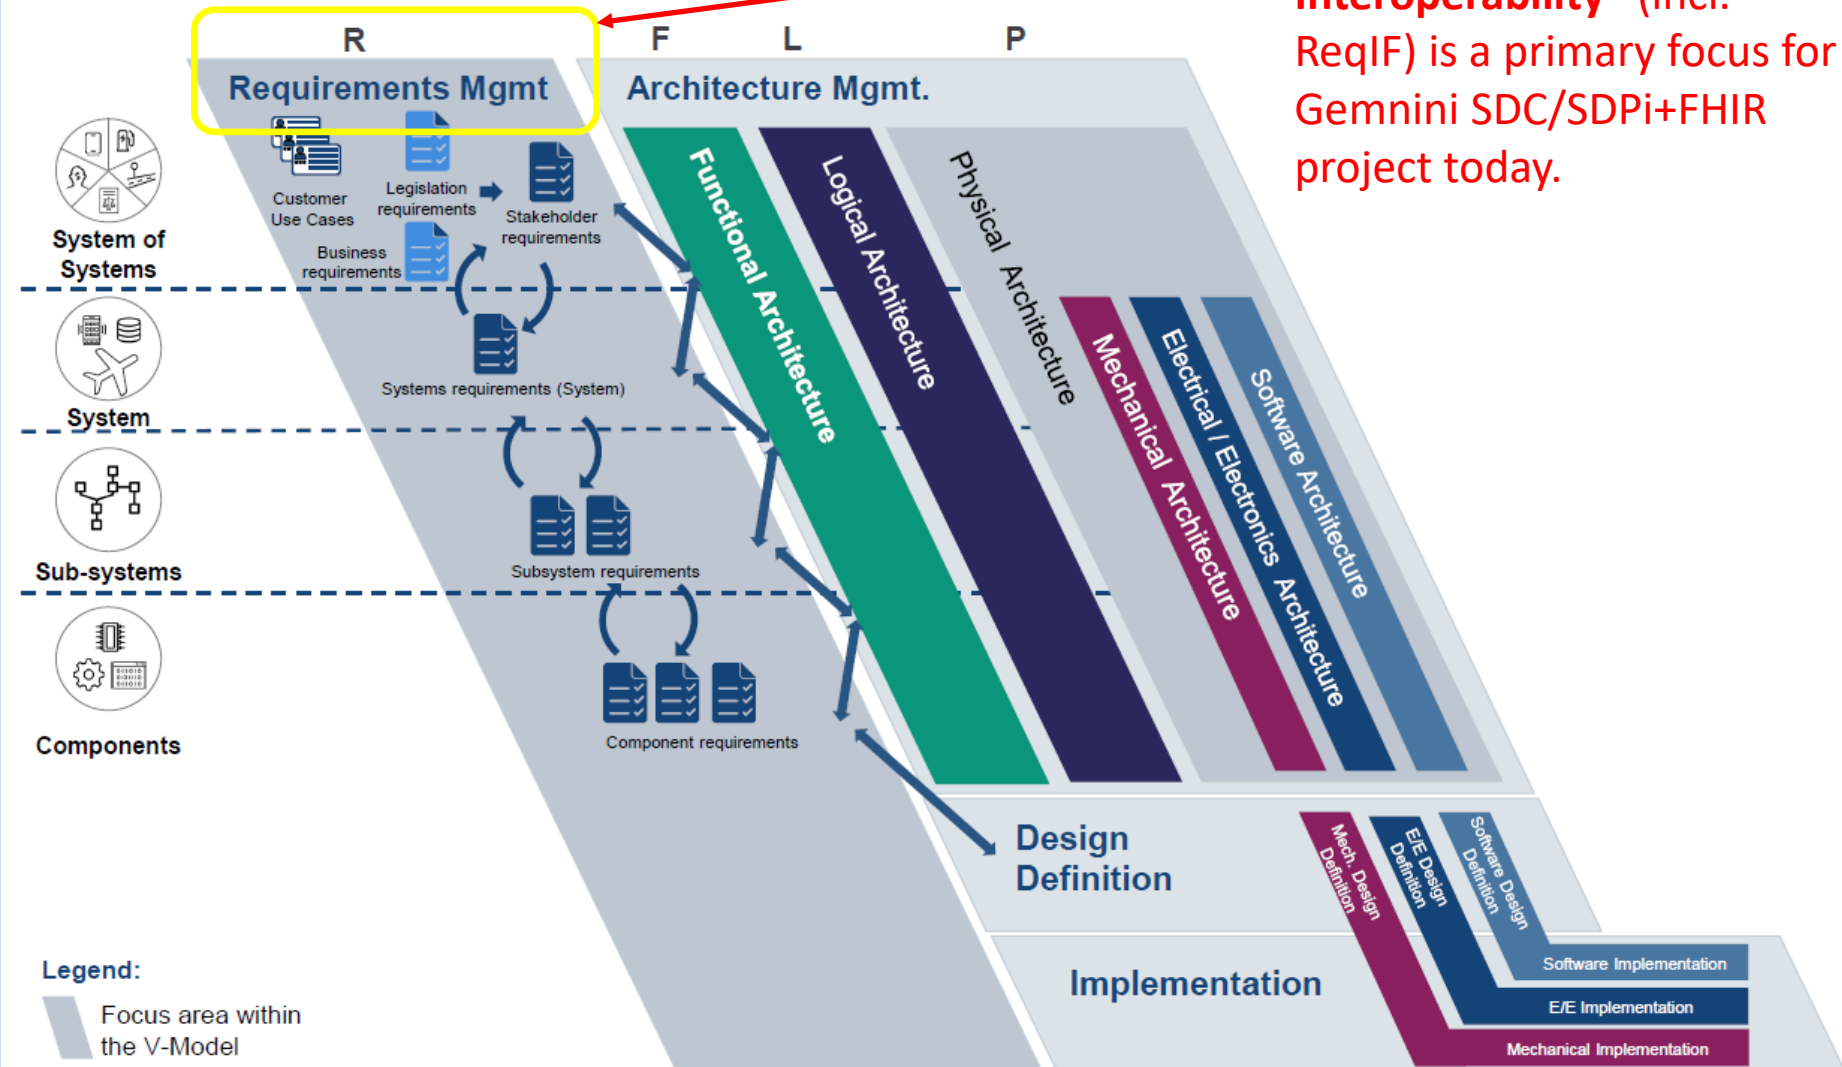 Interoperability" (incl.
ReqIF) is a primary focus for
Gemnini SDC/SDPi+FHIR
project today.
R
F
L
P
Requirements Mgmt
Architecture Mgmt.
Customer
Use Cases
Legislation
requirements
Stakeholder
requirements
Business
requirements
System of
Systems
Systems requirements (System)
System
Subsystem requirements
Sub-systems
Component requirements
Components
Functional Architecture
Logical Architecture
Physical Architecture
Mechanical Architecture
Electrical / Electronics Architecture
Software Architecture
Design
Definition
Mech. Design
Definition
E/E Design
Definition
Software Design
Definition
Implementation
Software Implementation
E/E Implementation
Mechanical Implementation
Legend:
Focus area within
the V-Model